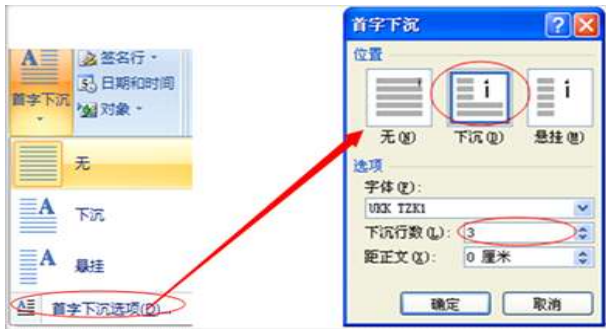 首字下沉
签名行
日期和时间
对象
无
下沉
悬挂
首字下沉选项(D)...
首字下沉
位置
无(N) 下沉(D) 悬挂(M)
选项
字体(F):
下沉行数(L): 3
距正文(X): 0 厘米
确定 取消